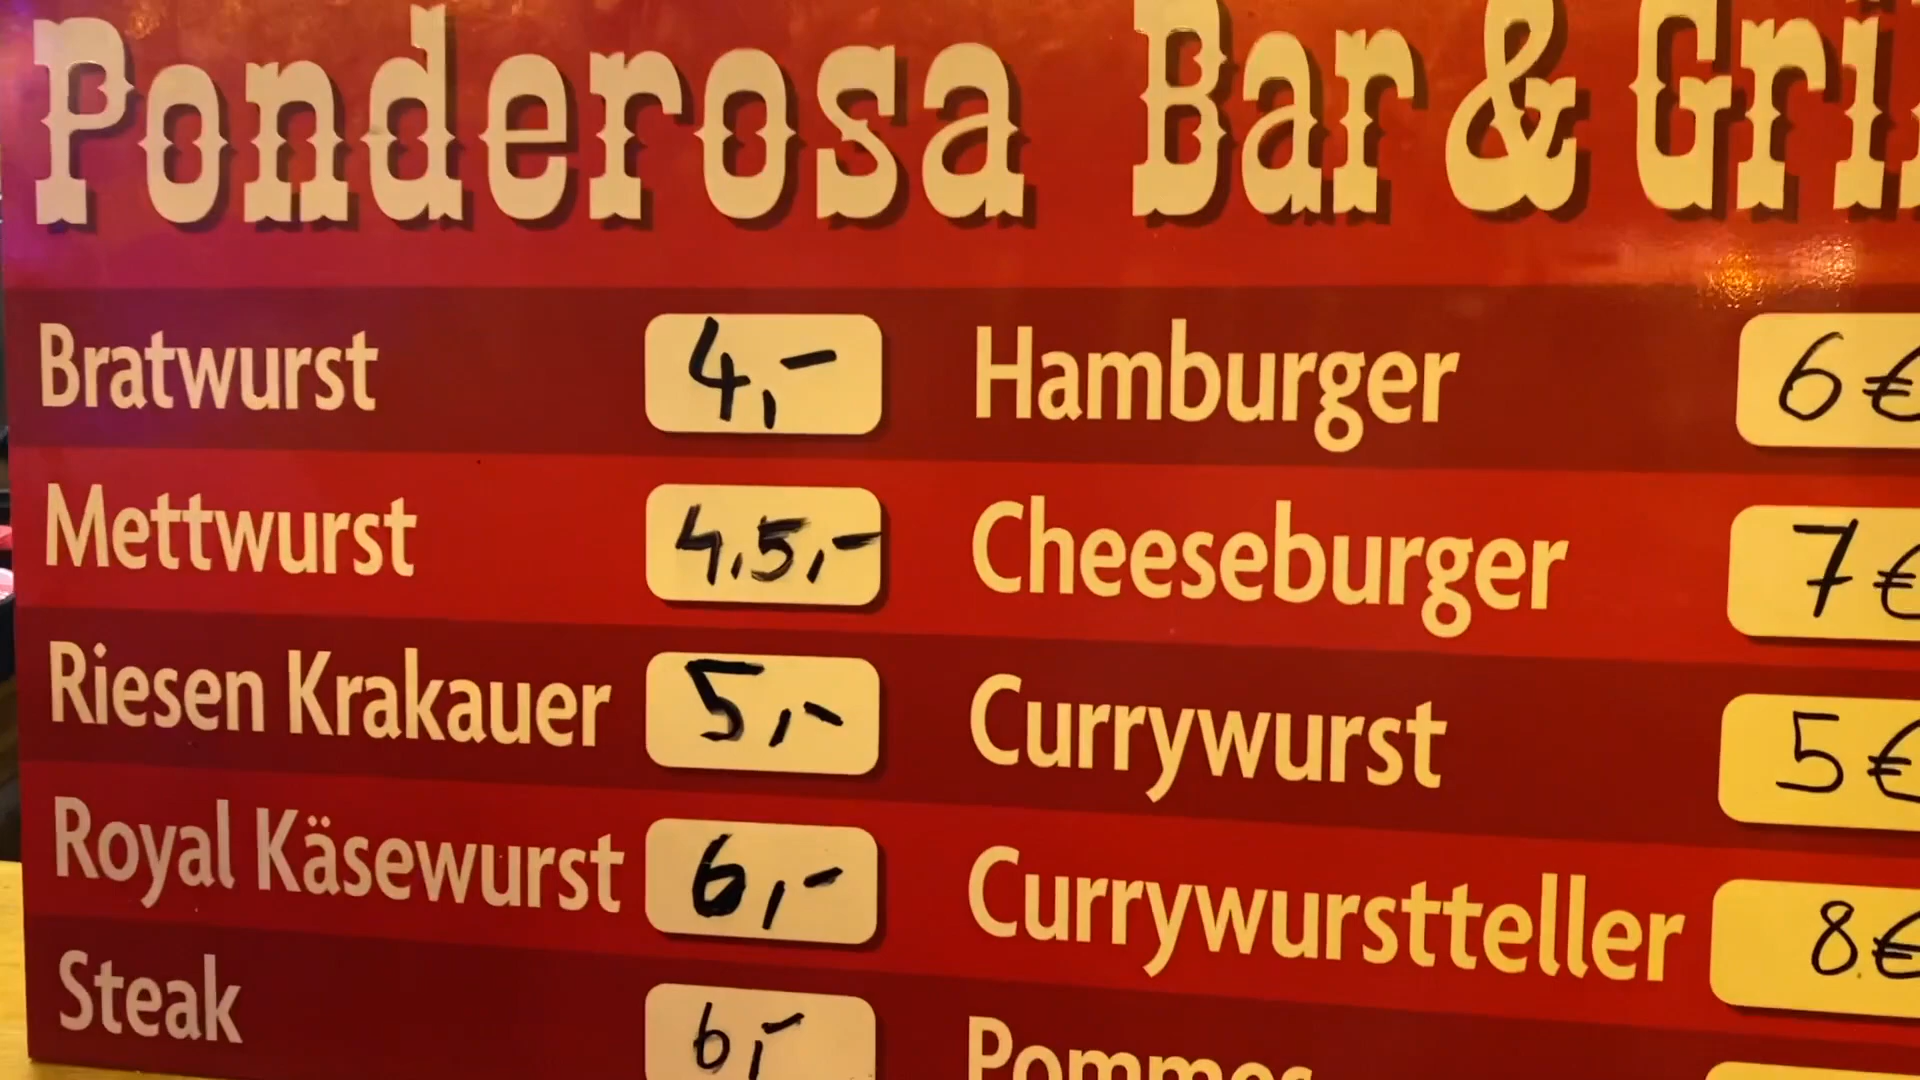 Ponderosa Bar & Gri
Bratwurst 4,-
Mettwurst 4,5,-
Riesen Krakauer 5,-
Royal Käsewurst 6,-
Steak 6,-
Hamburger 6€
Cheeseburger 7€
Currywurst 5€
Currywurstteller 8€
Pommes